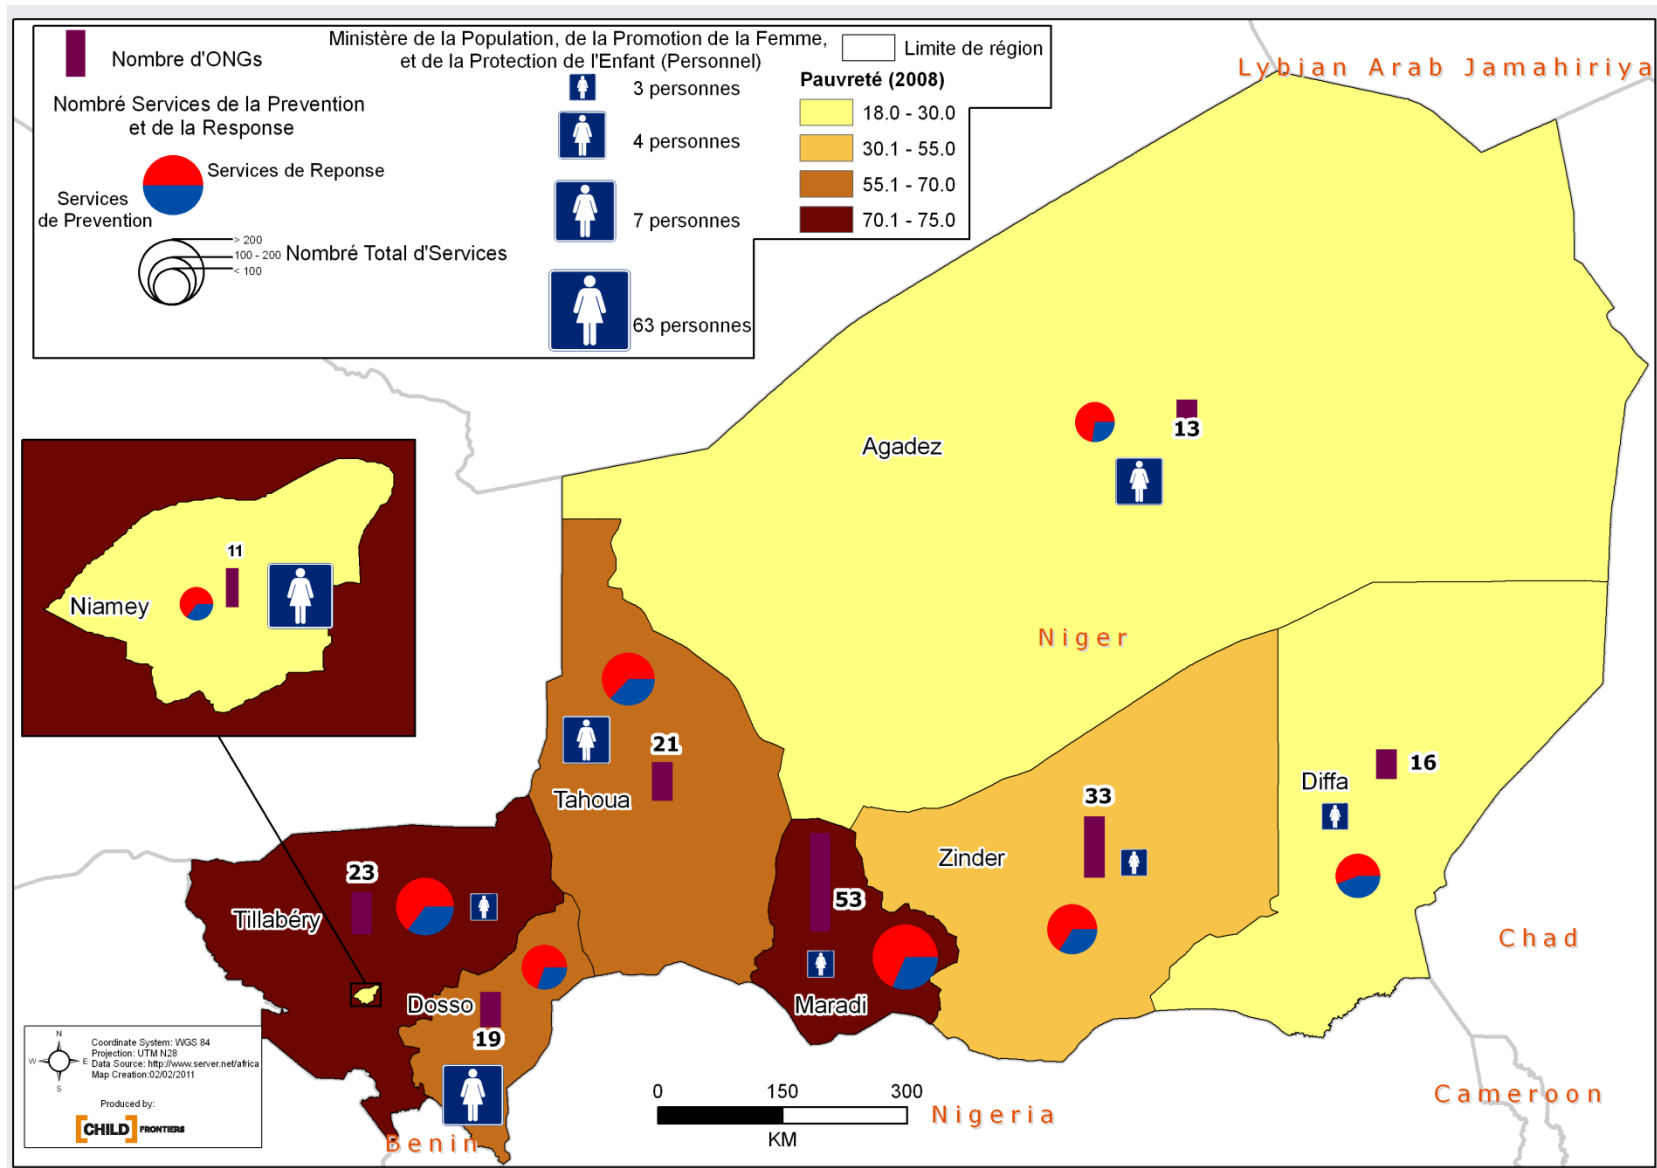 Nombre d'ONGs
Nombré Services de la Prevention
et de la Response
Services de Reponse
Services
de Prevention
> 200
100 - 200
< 100
Nombré Total d'Services
Ministère de la Population, de la Promotion de la Femme,
et de la Protection de l'Enfant (Personnel)
3 personnes
4 personnes
7 personnes
63 personnes
Limite de région
Pauvreté (2008)
18.0 - 30.0
30.1 - 55.0
55.1 - 70.0
70.1 - 75.0
Lybian Arab Jamahiriya
Agadez
13
11
Niamey
Niger
21
Tahoua
16
Diffa
33
Zinder
23
Tillabéry
53
Maradi
Dosso
19
Chad
Cameroon
Nigeria
Benin
0 150 300
KM
N
W E
S
Coordinate System: WGS 84
Projection: UTM N28
Data Source: http://www.server.net/africa
Map Creation:02/02/2011
Produced by:
[CHILD] FRONTIERS